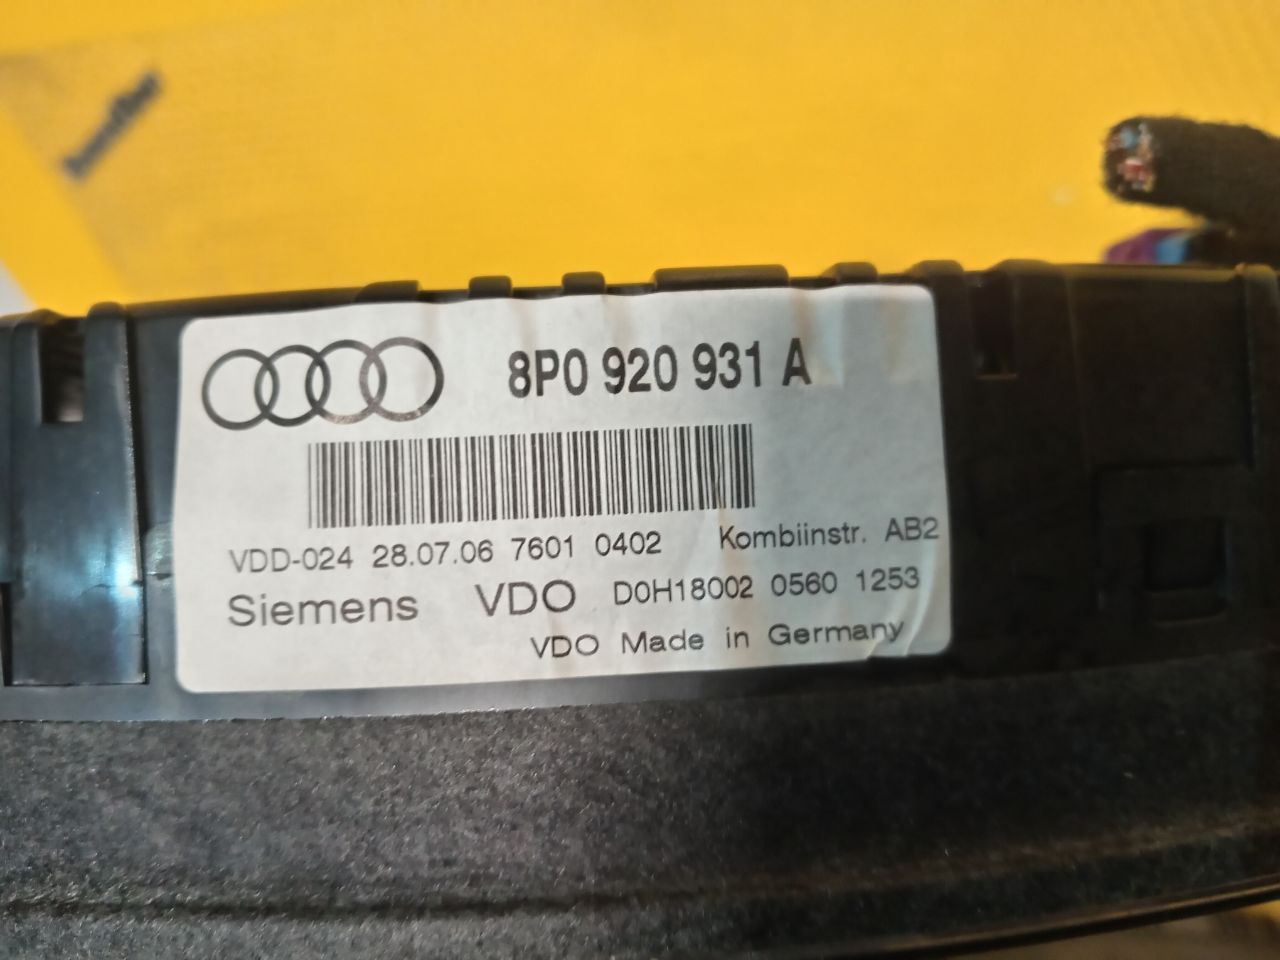 8P0 920 931 A
VDD-024 28.07.06 7601 0402 Kombiinstr. AB2
Siemens VDO D0H18002 0560 1253
VDO Made in Germany